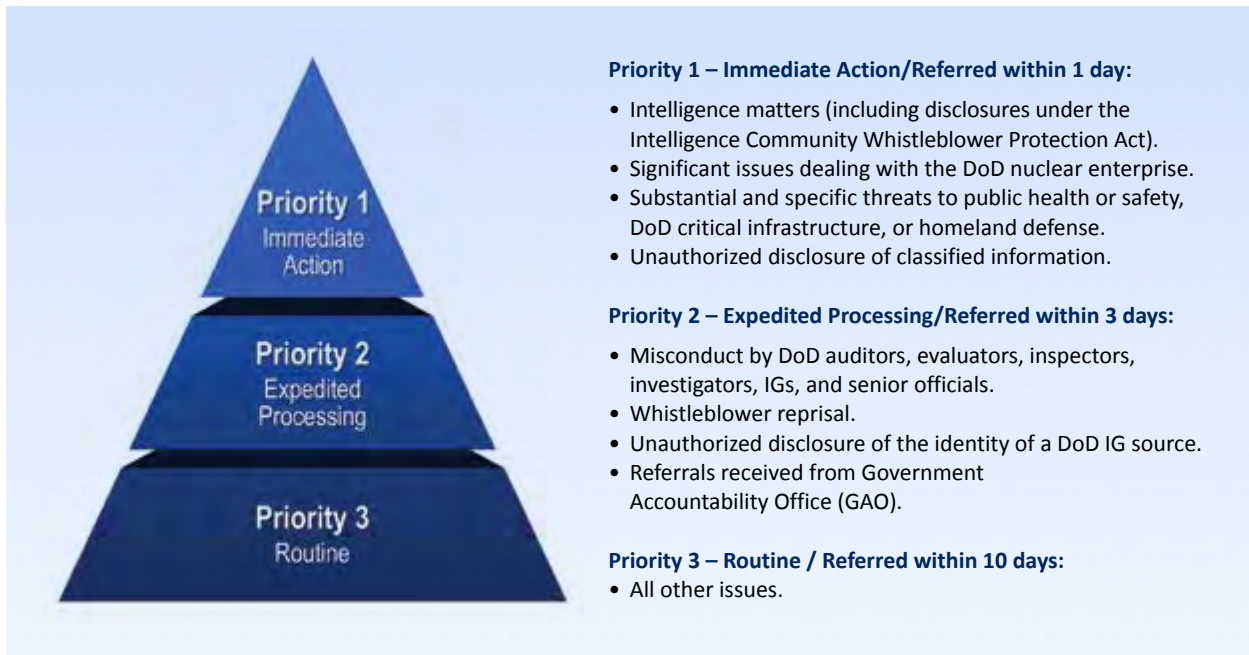 Priority 1
Immediate
Action
Priority 2
Expedited
Processing
Priority 3
Routine
Priority 1 – Immediate Action/Referred within 1 day:
• Intelligence matters (including disclosures under the
Intelligence Community Whistleblower Protection Act).
• Significant issues dealing with the DoD nuclear enterprise.
• Substantial and specific threats to public health or safety,
DoD critical infrastructure, or homeland defense.
• Unauthorized disclosure of classified information.
Priority 2 – Expedited Processing/Referred within 3 days:
• Misconduct by DoD auditors, evaluators, inspectors,
investigators, IGs, and senior officials.
• Whistleblower reprisal.
• Unauthorized disclosure of the identity of a DoD IG source.
• Referrals received from Government
Accountability Office (GAO).
Priority 3 – Routine / Referred within 10 days:
• All other issues.